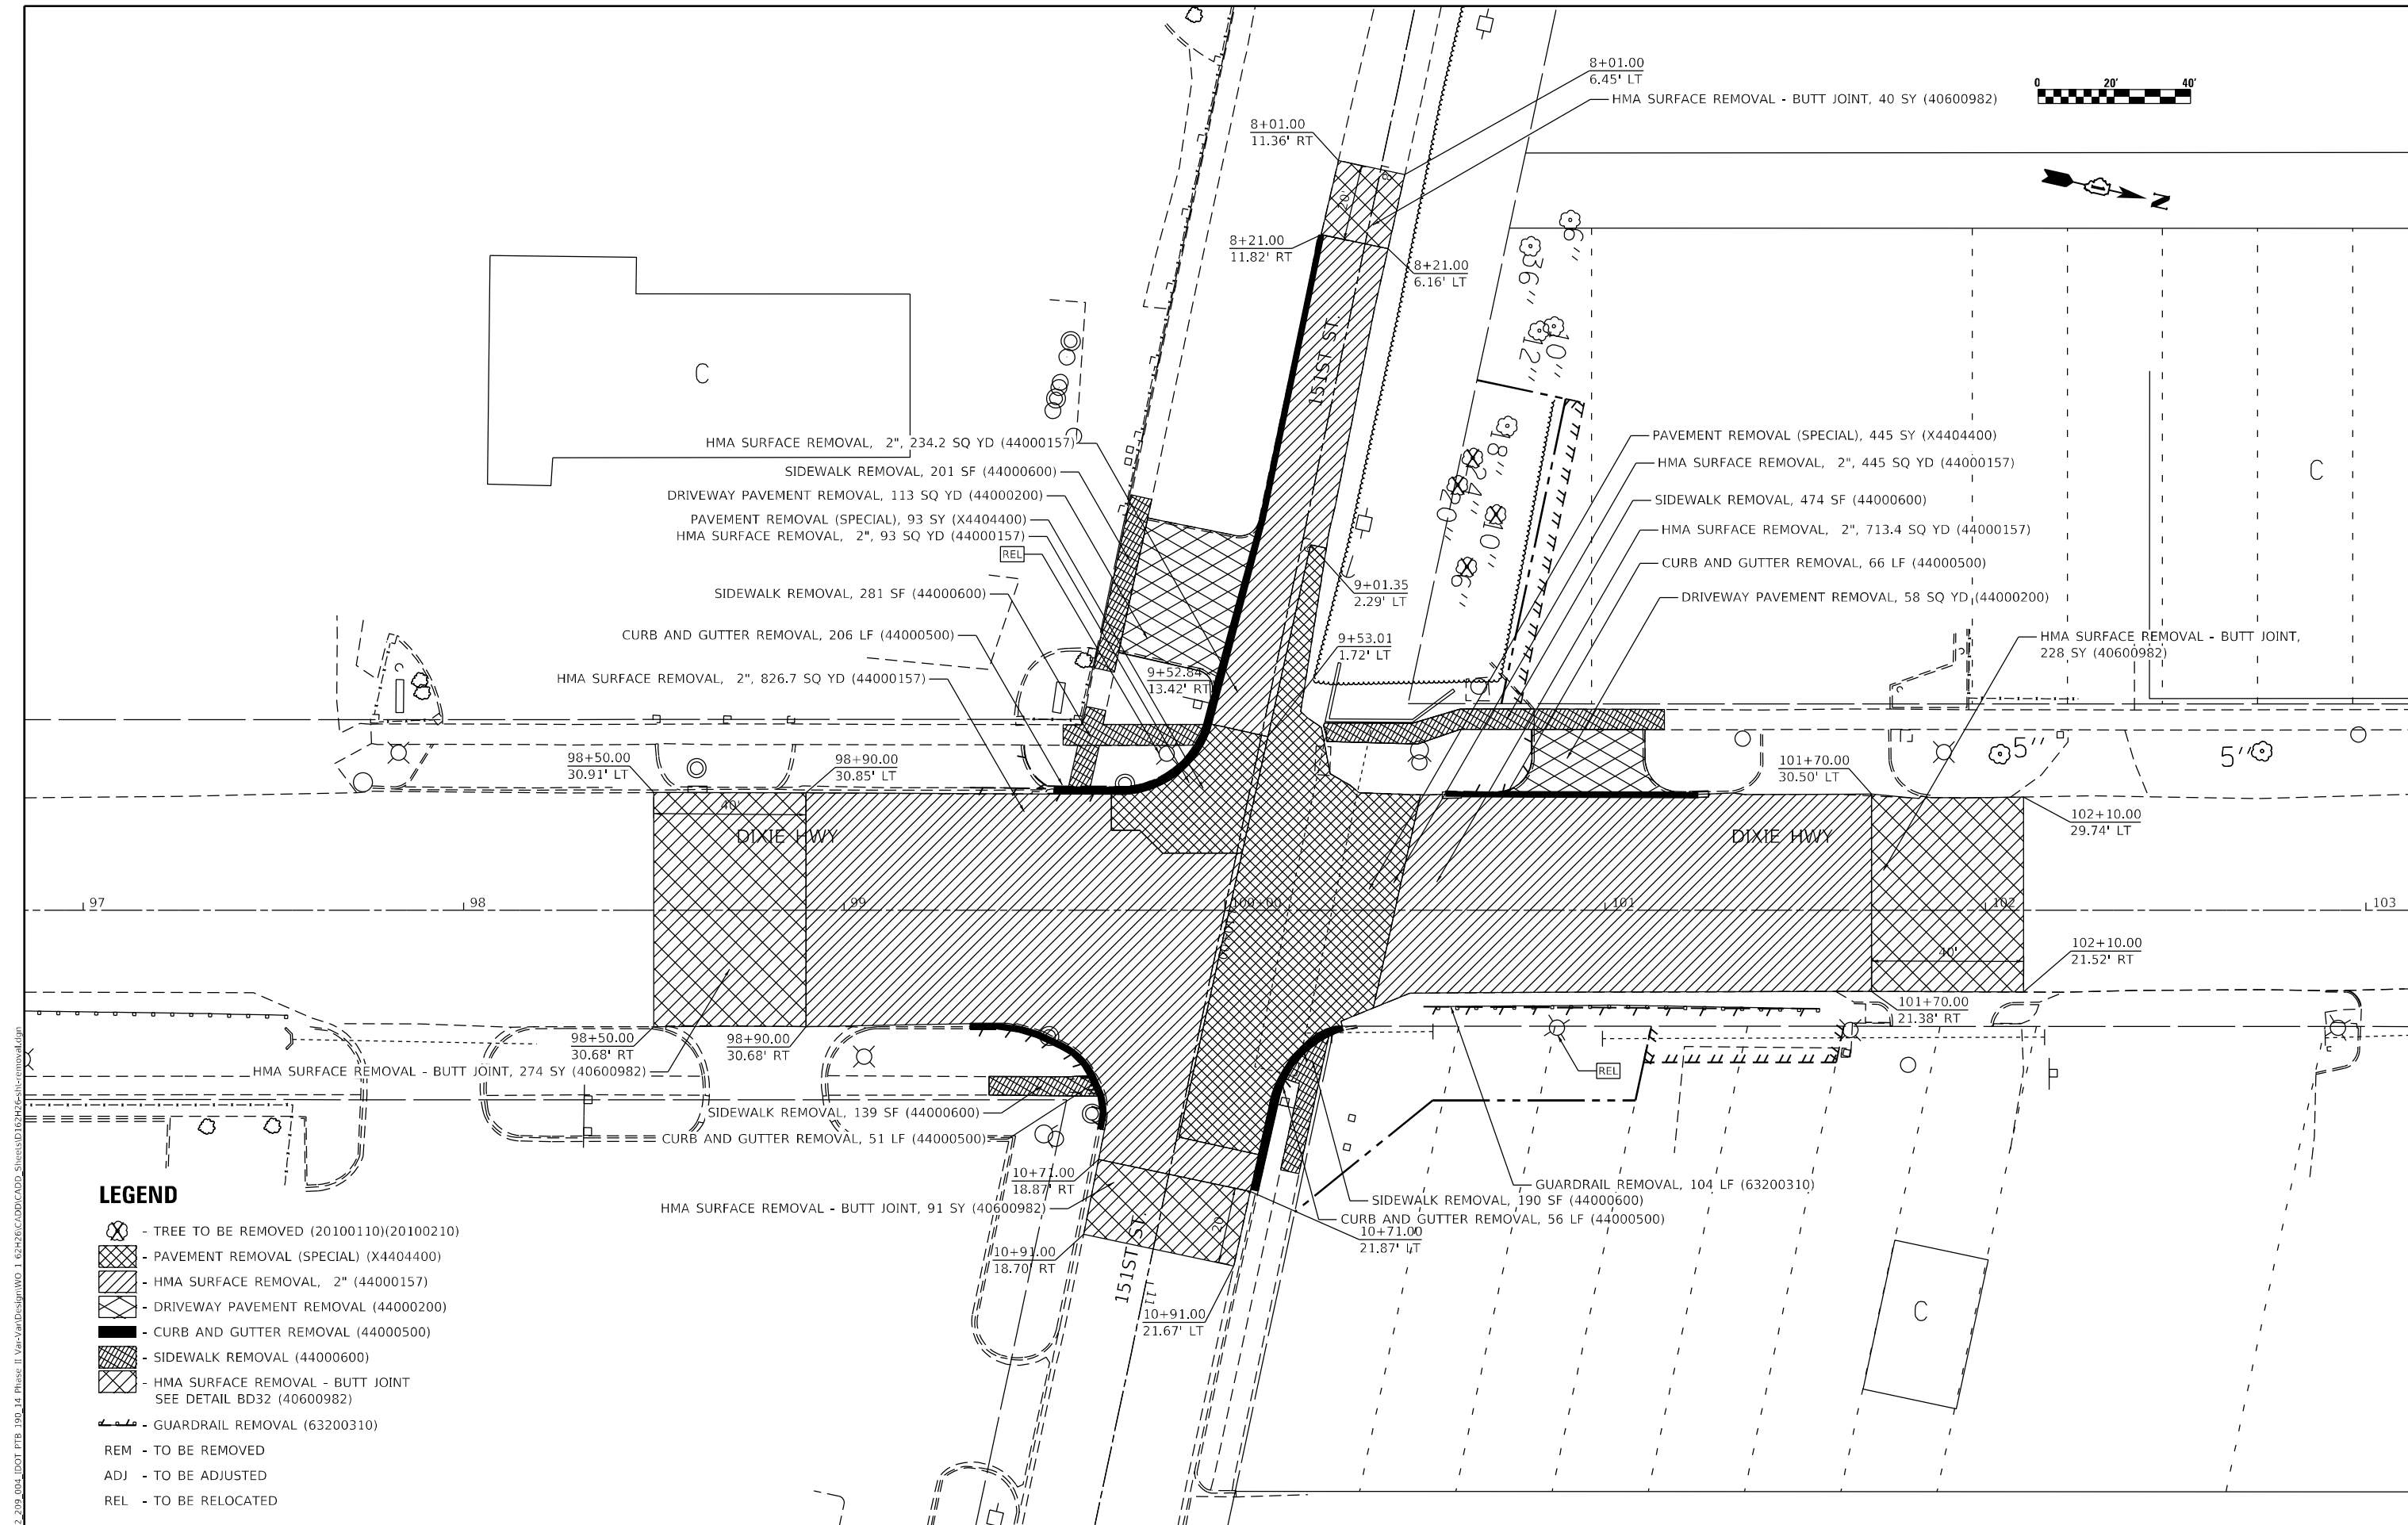 8+01.00
6.45' LT
HMA SURFACE REMOVAL - BUTT JOINT, 40 SY (40600982)
0 20' 40'
8+01.00
11.36' RT
N
20'
8+21.00
11.82' RT
8+21.00
6.16' LT
6''
36''
10''
12''
151ST ST.
C
HMA SURFACE REMOVAL, 2", 234.2 SQ YD (44000157)
SIDEWALK REMOVAL, 201 SF (44000600)
DRIVEWAY PAVEMENT REMOVAL, 113 SQ YD (44000200)
PAVEMENT REMOVAL (SPECIAL), 93 SY (X4404400)
HMA SURFACE REMOVAL, 2", 93 SQ YD (44000157)
REL
SIDEWALK REMOVAL, 281 SF (44000600)
CURB AND GUTTER REMOVAL, 206 LF (44000500)
HMA SURFACE REMOVAL, 2", 826.7 SQ YD (44000157)
18''
24''
20''
10''
6''
PAVEMENT REMOVAL (SPECIAL), 445 SY (X4404400)
HMA SURFACE REMOVAL, 2", 445 SQ YD (44000157)
SIDEWALK REMOVAL, 474 SF (44000600)
HMA SURFACE REMOVAL, 2", 713.4 SQ YD (44000157)
CURB AND GUTTER REMOVAL, 66 LF (44000500)
DRIVEWAY PAVEMENT REMOVAL, 58 SQ YD (44000200)
HMA SURFACE REMOVAL - BUTT JOINT,
228 SY (40600982)
C
9+01.35
2.29' LT
9+53.01
1.72' LT
9+52.84
13.42' RT
98+50.00
30.91' LT
98+90.00
30.85' LT
101+70.00
30.50' LT
5''
5''
102+10.00
29.74' LT
40'
DIXIE HWY
DIXIE HWY
97
98
99
100+00
101
102
103
40'
102+10.00
21.52' RT
101+70.00
21.38' RT
98+50.00
30.68' RT
98+90.00
30.68' RT
REL
HMA SURFACE REMOVAL - BUTT JOINT, 274 SY (40600982)
SIDEWALK REMOVAL, 139 SF (44000600)
CURB AND GUTTER REMOVAL, 51 LF (44000500)
10+71.00
18.87' RT
HMA SURFACE REMOVAL - BUTT JOINT, 91 SY (40600982)
10+91.00
18.70' RT
20'
151ST ST.
11
GUARDRAIL REMOVAL, 104 LF (63200310)
SIDEWALK REMOVAL, 190 SF (44000600)
CURB AND GUTTER REMOVAL, 56 LF (44000500)
10+71.00
21.87' LT
10+91.00
21.67' LT
C
LEGEND
- TREE TO BE REMOVED (20100110)(20100210)
- PAVEMENT REMOVAL (SPECIAL) (X4404400)
- HMA SURFACE REMOVAL, 2" (44000157)
- DRIVEWAY PAVEMENT REMOVAL (44000200)
- CURB AND GUTTER REMOVAL (44000500)
- SIDEWALK REMOVAL (44000600)
- HMA SURFACE REMOVAL - BUTT JOINT
SEE DETAIL BD32 (40600982)
- GUARDRAIL REMOVAL (63200310)
REM - TO BE REMOVED
ADJ - TO BE ADJUSTED
REL - TO BE RELOCATED